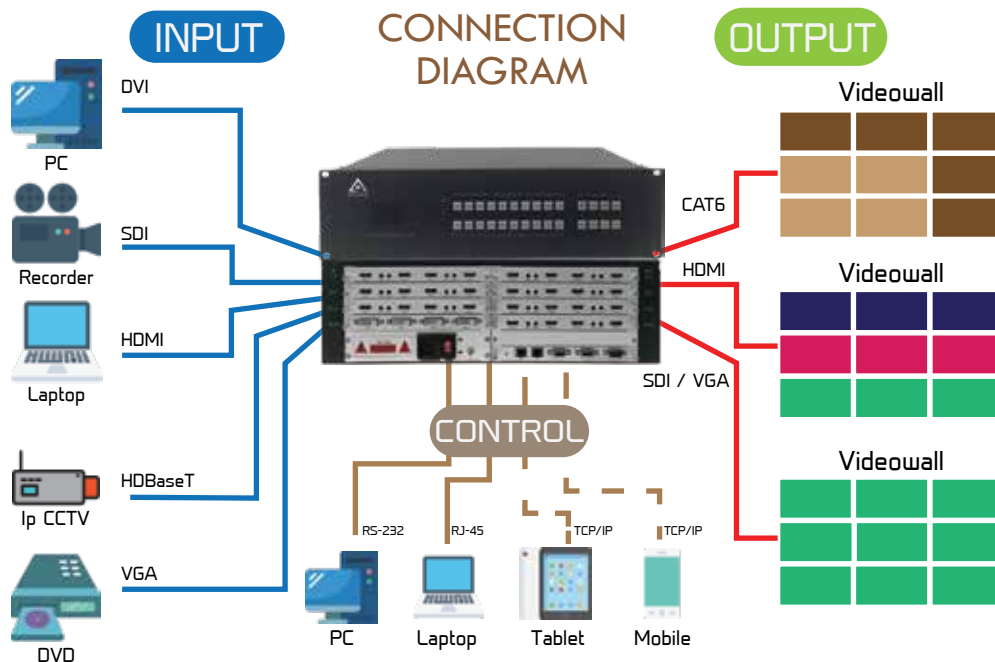 INPUT
CONNECTION
DIAGRAM
OUTPUT
DVI
PC
SDI
Recorder
HDMI
Laptop
HDBaseT
Ip CCTV
VGA
DVD
CAT6
HDMI
SDI / VGA
Videowall
Videowall
Videowall
CONTROL
RS-232
RJ-45
TCP/IP
TCP/IP
PC
Laptop
Tablet
Mobile